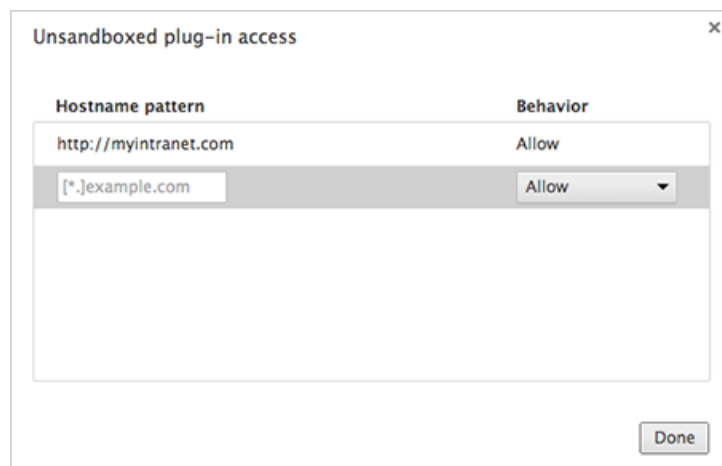 Unsandboxed plug-in access
×
Hostname pattern Behavior
http://myintranet.com Allow
[*.]example.com Allow
Done